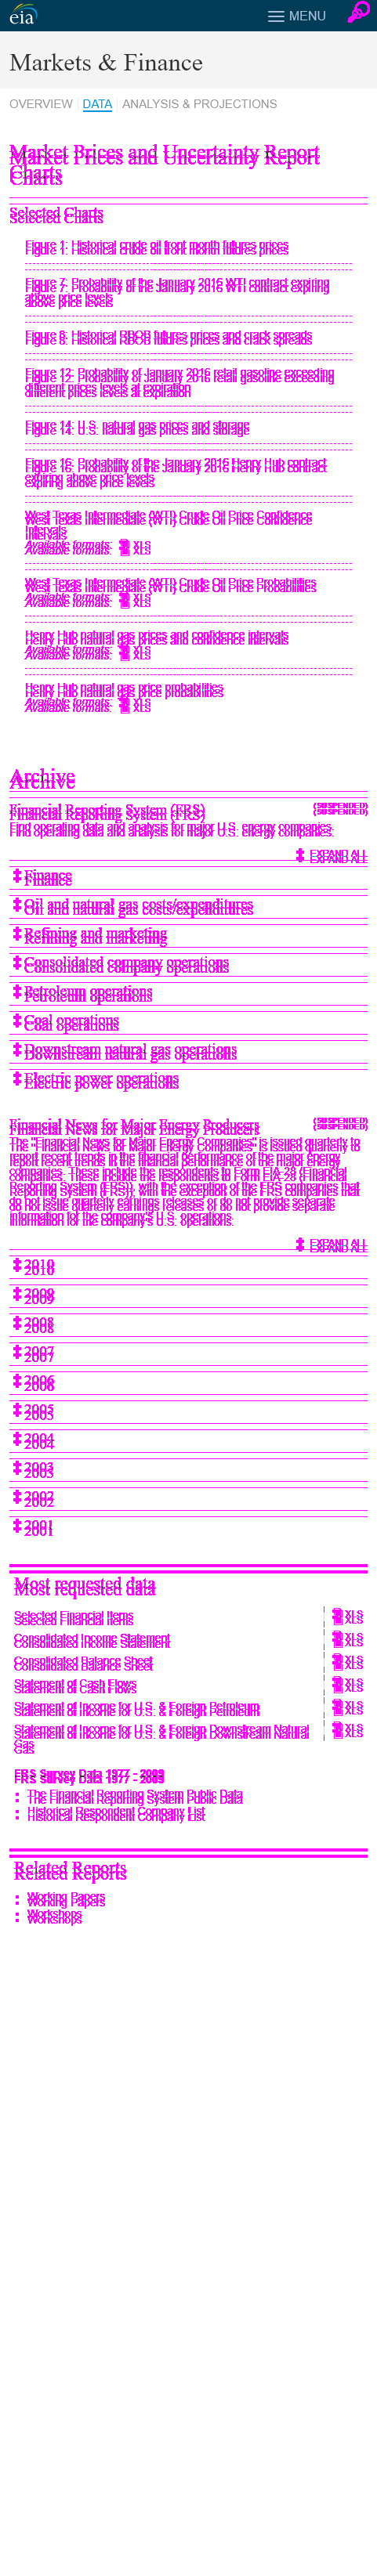 eia
MENU
Markets & Finance
OVERVIEW DATA ANALYSIS & PROJECTIONS
Market Prices and Uncertainty Report
Charts
Selected Charts
Figure 1: Historical crude oil front month futures prices
Figure 7: Probability of the January 2016 WTI contract expiring
above price levels
Figure 8: Historical RBOB futures prices and crack spreads
Figure 12: Probability of January 2016 retail gasoline exceeding
different prices levels at expiration
Figure 14: U.S. natural gas prices and storage
Figure 16: Probability of the January 2016 Henry Hub contract
expiring above price levels
West Texas Intermediate (WTI) Crude Oil Price Confidence
Intervals
Available formats: XLS
West Texas Intermediate (WTI) Crude Oil Price Probabilities
Available formats: XLS
Henry Hub natural gas prices and confidence intervals
Available formats: XLS
Henry Hub natural gas price probabilities
Available formats: XLS
Archive
Financial Reporting System (FRS) (SUSPENDED)
Find operating data and analysis for major U.S. energy companies.
+ EXPAND ALL
+ Finance
+ Oil and natural gas costs/expenditures
+ Refining and marketing
+ Consolidated company operations
+ Petroleum operations
+ Coal operations
+ Downstream natural gas operations
+ Electric power operations
Financial News for Major Energy Producers (SUSPENDED)
The "Financial News for Major Energy Companies" is issued quarterly to
report recent trends in the financial performance of the major energy
companies. These include the respondents to Form EIA-28 (Financial
Reporting System (FRS)), with the exception of the FRS companies that
do not issue quarterly earnings releases or do not provide separate
information for the company's U.S. operations.
+ EXPAND ALL
+ 2010
+ 2009
+ 2008
+ 2007
+ 2006
+ 2005
+ 2004
+ 2003
+ 2002
+ 2001
Most requested data
Selected Financial Items XLS
Consolidated Income Statement XLS
Consolidated Balance Sheet XLS
Statement of Cash Flows XLS
Statement of Income for U.S. & Foreign Petroleum XLS
Statement of Income for U.S. & Foreign Downstream Natural XLS
Gas
FRS Survey Data 1977 - 2009
The Financial Reporting System Public Data
Historical Respondent Company List
Related Reports
Working Papers
Workshops